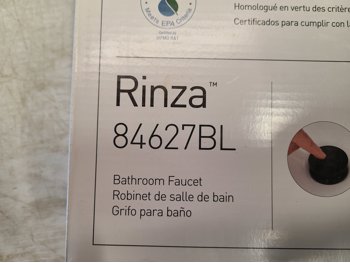 Meets EPA Criteria
Homologué en vertu des critère
Certificados para cumplir con l
Rinza™
84627BL
Bathroom Faucet
Robinet de salle de bain
Grifo para baño